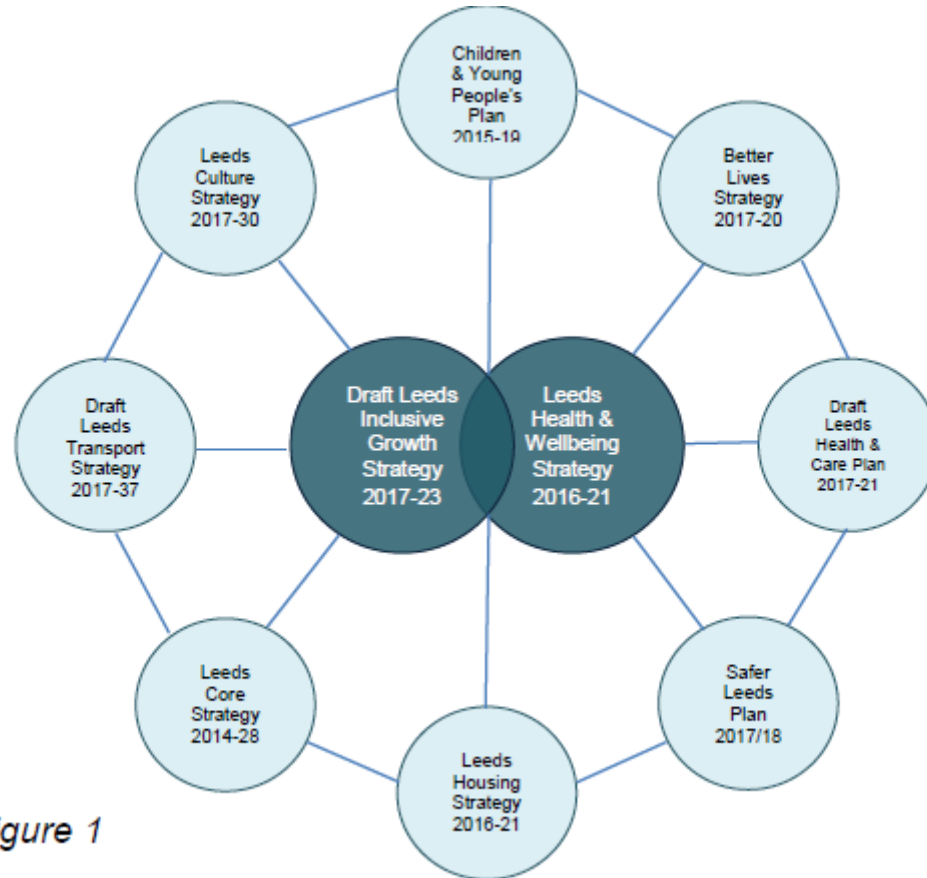 Children
& Young
People's
Plan
2015-19
Leeds
Culture
Strategy
2017-30
Better
Lives
Strategy
2017-20
Draft Leeds
Inclusive
Growth
Strategy
2017-23
Leeds
Health &
Wellbeing
Strategy
2016-21
Draft
Leeds
Transport
Strategy
2017-37
Draft
Leeds
Health &
Care Plan
2017-21
Leeds
Core
Strategy
2014-28
Safer
Leeds
Plan
2017/18
Leeds
Housing
Strategy
2016-21
igure 1